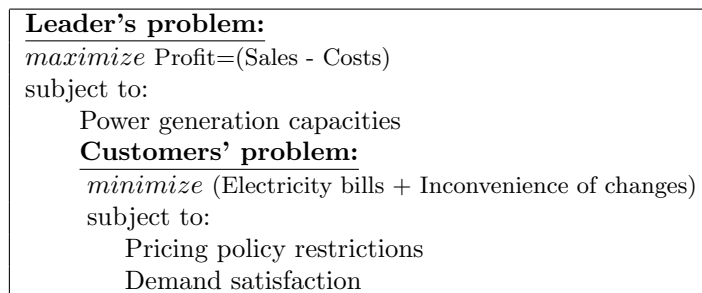 Leader's problem:
maximize Profit=(Sales - Costs)
subject to:
Power generation capacities
Customers' problem:
minimize (Electricity bills + Inconvenience of changes)
subject to:
Pricing policy restrictions
Demand satisfaction